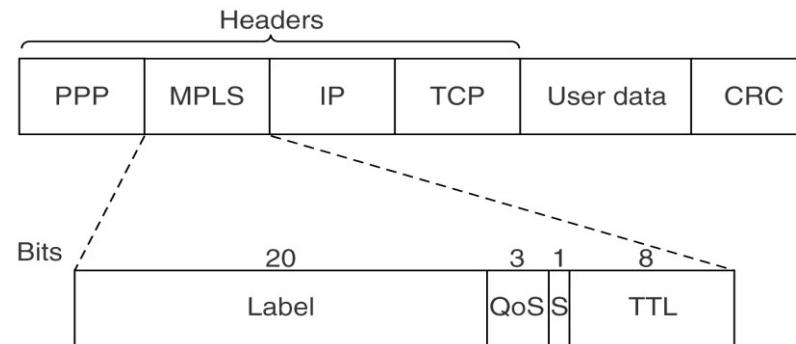 Headers
PPP MPLS IP TCP User data CRC
Bits 20 3 1 8
Label QoS S TTL